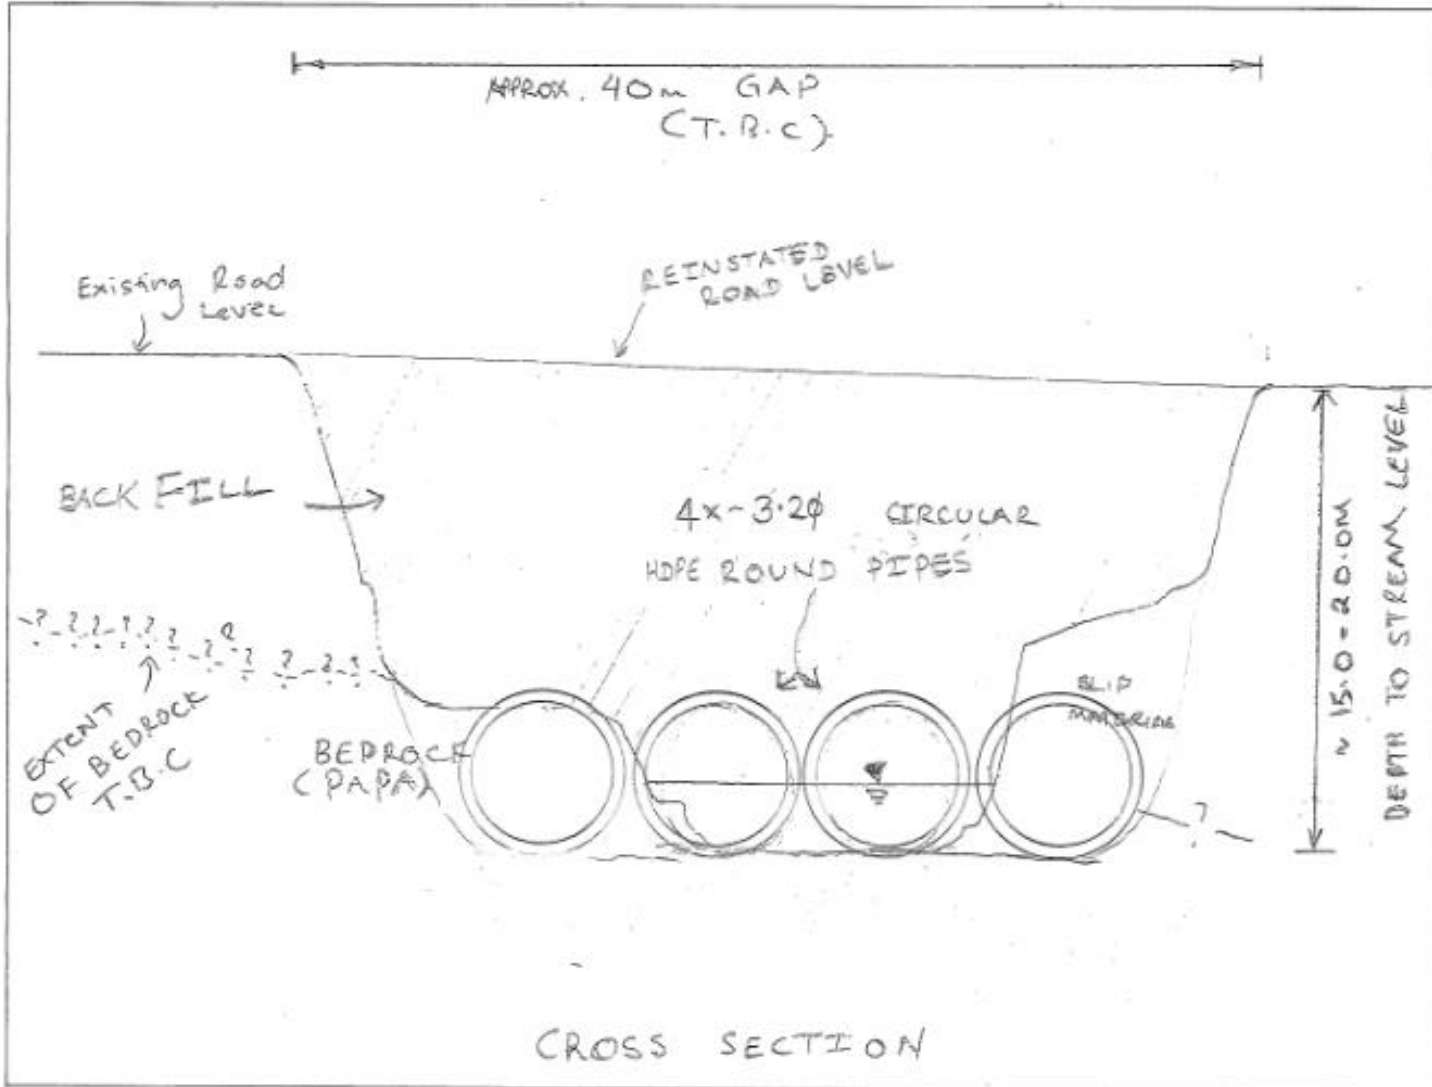 APPROX. 40m GAP
(T.B.C).
Existing Road
Level
REINSTATED
ROAD LEVEL
BACK FILL
4x~3.2ϕ CIRCULAR
HDPE ROUND PIPES
? ? ? ? ? ? ? ? ? ? ? ?
EXTENT
OF BEDROCK
T.B.C
BEDROCK
(PAPA)
SLIP
MATERIAL
?
~ 15.0-20.0M
DEPTH TO STREAM LEVEL
CROSS SECTION